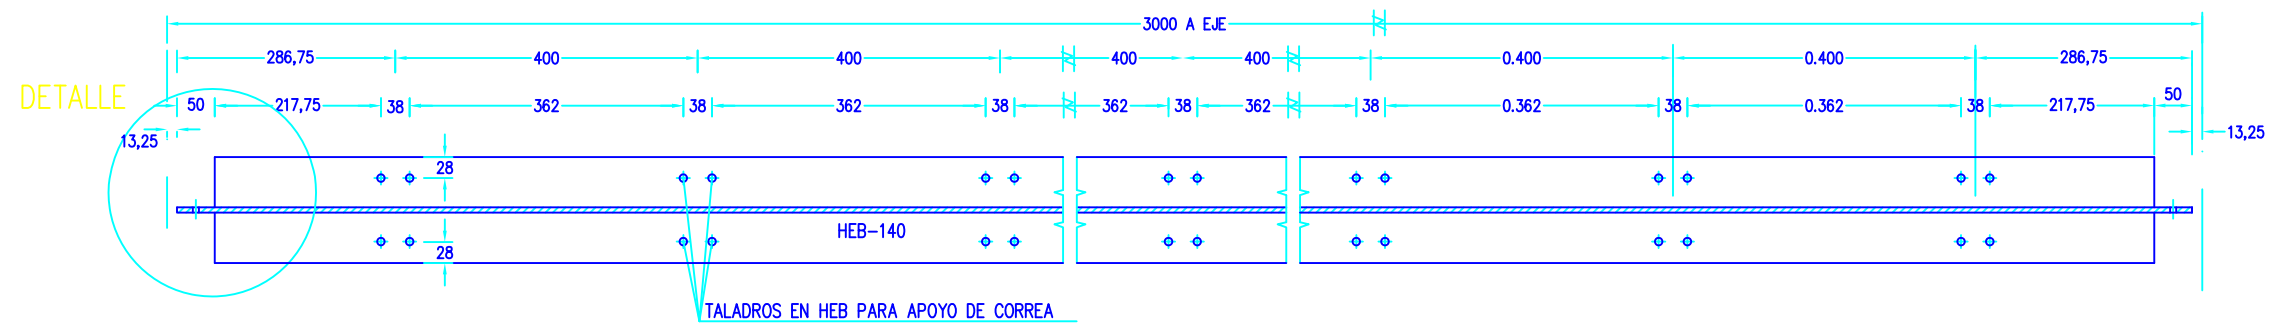 3000 A EJE
286,75 400 400 400 400 0.400 0.400 286,75
DETALLE
50 217,75 38 362 38 362 38 362 38 362 38 0.362 38 0.362 38 217,75 50
13,25 13,25
28
HEB-140
28
TALADROS EN HEB PARA APOYO DE CORREA